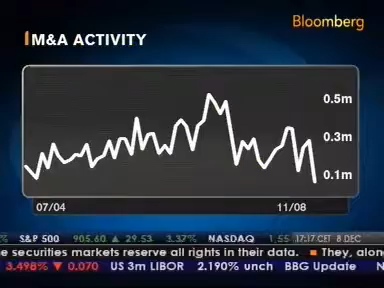 Bloomberg
M&A ACTIVITY
0.5m
0.3m
0.1m
07/04 11/08
% S&P 500 905.60 ▲ 29.53 3.37% NASDAQ 1,55 17:17 CET 8 DEC
e securities markets reserve all rights in their data. ■ They, alon
3.498% ▼ 0.070 US 3m LIBOR 2.190% unch BBG Update N